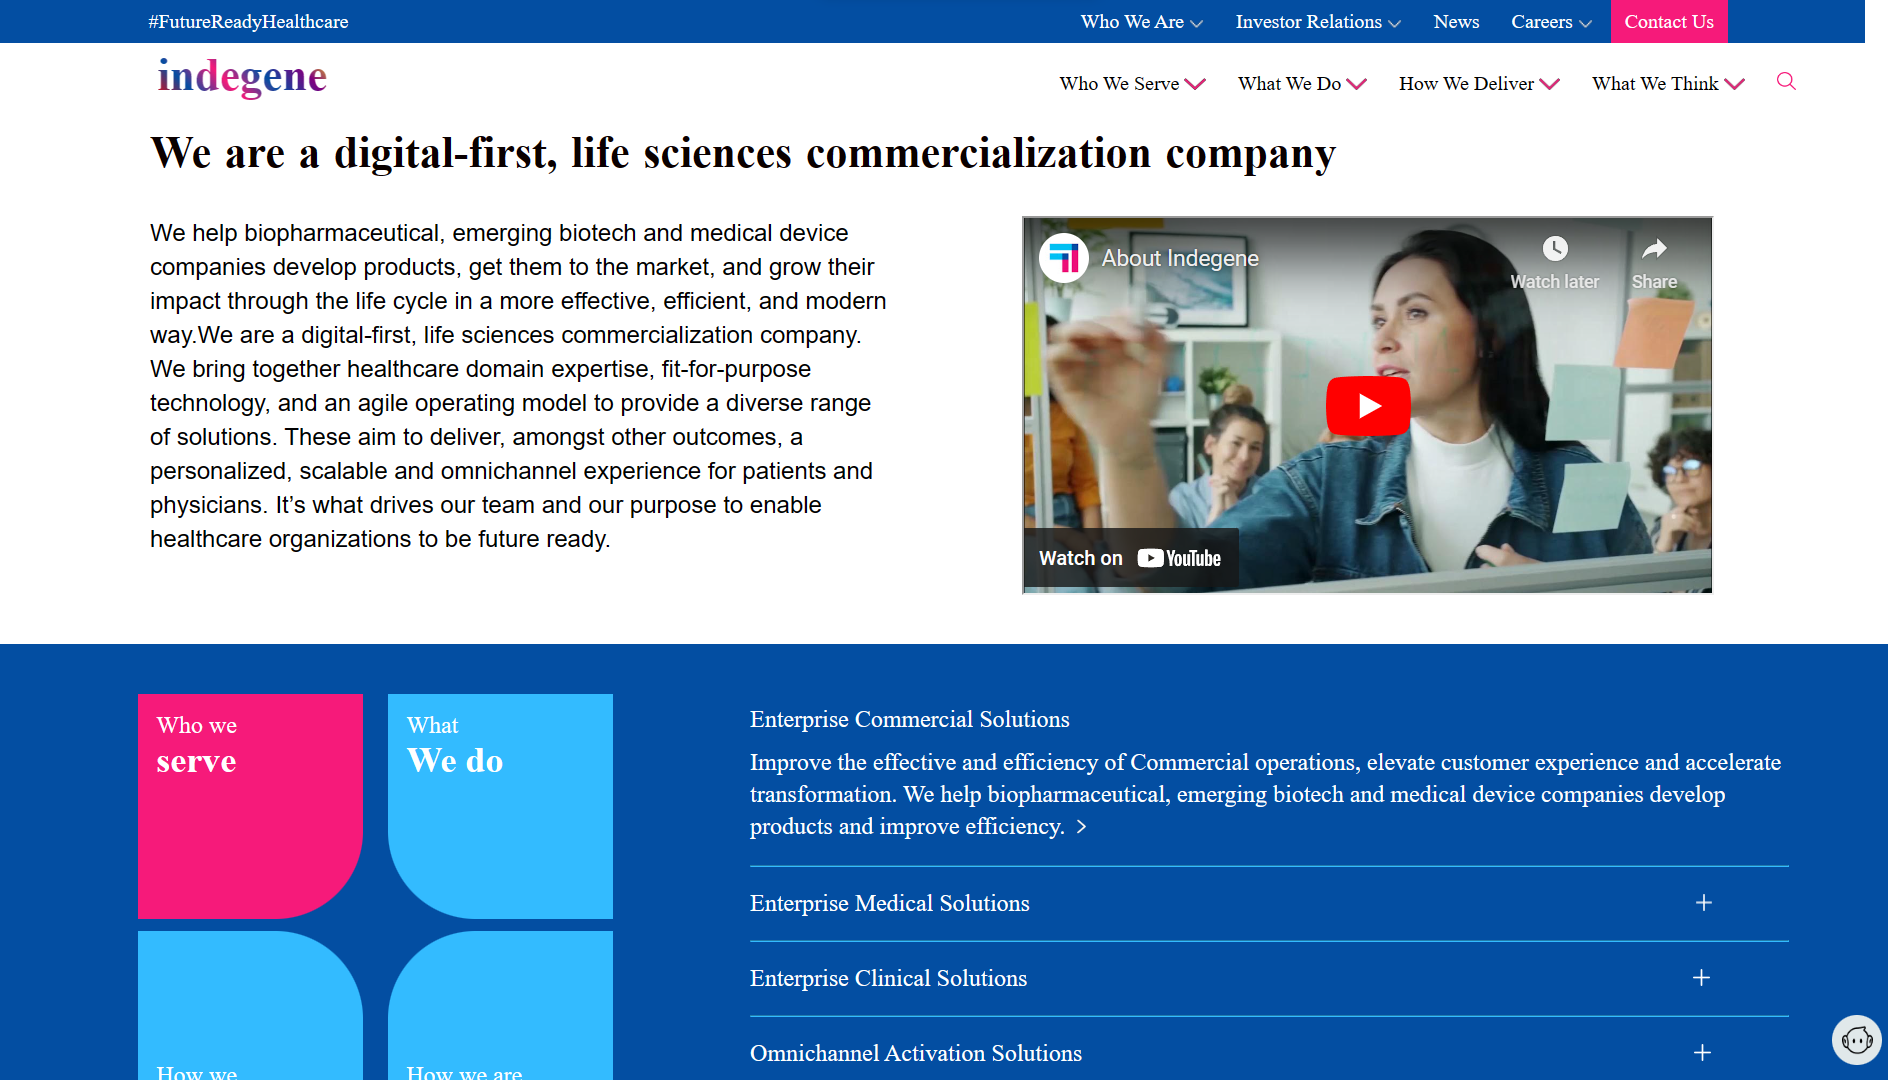 #FutureReadyHealthcare
Who We Are
Investor Relations
News
Careers
Contact Us
indegene
Who We Serve
What We Do
How We Deliver
What We Think
We are a digital-first, life sciences commercialization company
We help biopharmaceutical, emerging biotech and medical device
companies develop products, get them to the market, and grow their
impact through the life cycle in a more effective, efficient, and modern
way.We are a digital-first, life sciences commercialization company.
We bring together healthcare domain expertise, fit-for-purpose
technology, and an agile operating model to provide a diverse range
of solutions. These aim to deliver, amongst other outcomes, a
personalized, scalable and omnichannel experience for patients and
physicians. It’s what drives our team and our purpose to enable
healthcare organizations to be future ready.
About Indegene
Watch later
Share
Watch on YouTube
Who we
serve
What
We do
How we
How we are
Enterprise Commercial Solutions
Improve the effective and efficiency of Commercial operations, elevate customer experience and accelerate
transformation. We help biopharmaceutical, emerging biotech and medical device companies develop
products and improve efficiency.
Enterprise Medical Solutions
Enterprise Clinical Solutions
Omnichannel Activation Solutions